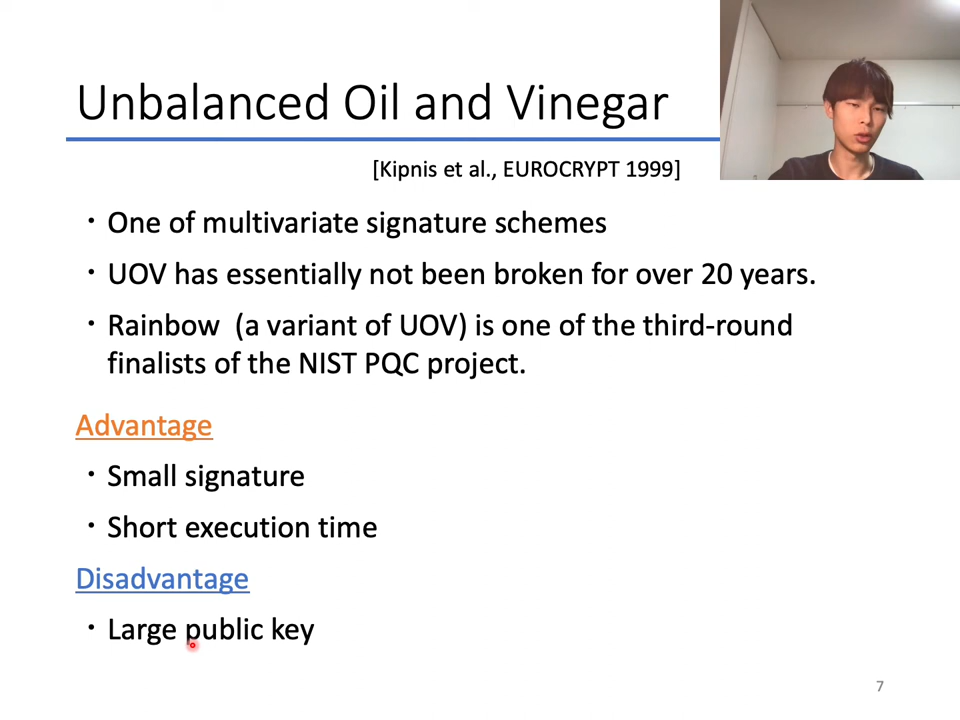 Unbalanced Oil and Vinegar
[Kipnis et al., EUROCRYPT 1999]
・One of multivariate signature schemes
・UOV has essentially not been broken for over 20 years.
・Rainbow (a variant of UOV) is one of the third-round
finalists of the NIST PQC project.
Advantage
・Small signature
・Short execution time
Disadvantage
・Large public key
7